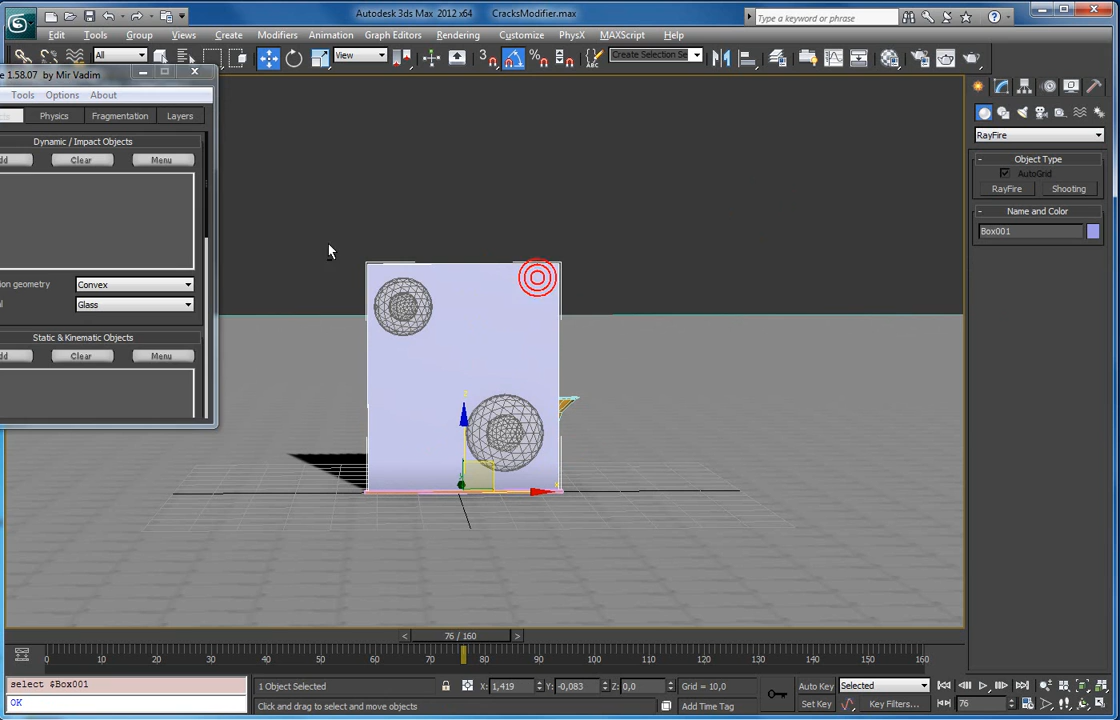 Autodesk 3ds Max 2012 x64 CracksModifier.max
Type a keyword or phrase
Edit Tools Group Views Create Modifiers Animation Graph Editors Rendering Customize PhysX MAXScript Help
All View 3 % Create Selection Se
e 1.58.07 by Mir Vadim
Tools Options About
Physics Fragmentation Layers
Dynamic / Impact Objects
dd Clear Menu
ion geometry Convex
al Glass
Static & Kinematic Objects
dd Clear Menu
RayFire
Object Type
AutoGrid
RayFire Shooting
Name and Color
Box001
76 / 160
0 10 20 30 40 50 60 70 80 90 100 110 120 130 140 150 160
select $Box001
OK
1 Object Selected X: 1,419 Y: -0,083 Z: 0,0 Grid = 10,0 Auto Key Selected
Click and drag to select and move objects Add Time Tag Set Key Key Filters... 76